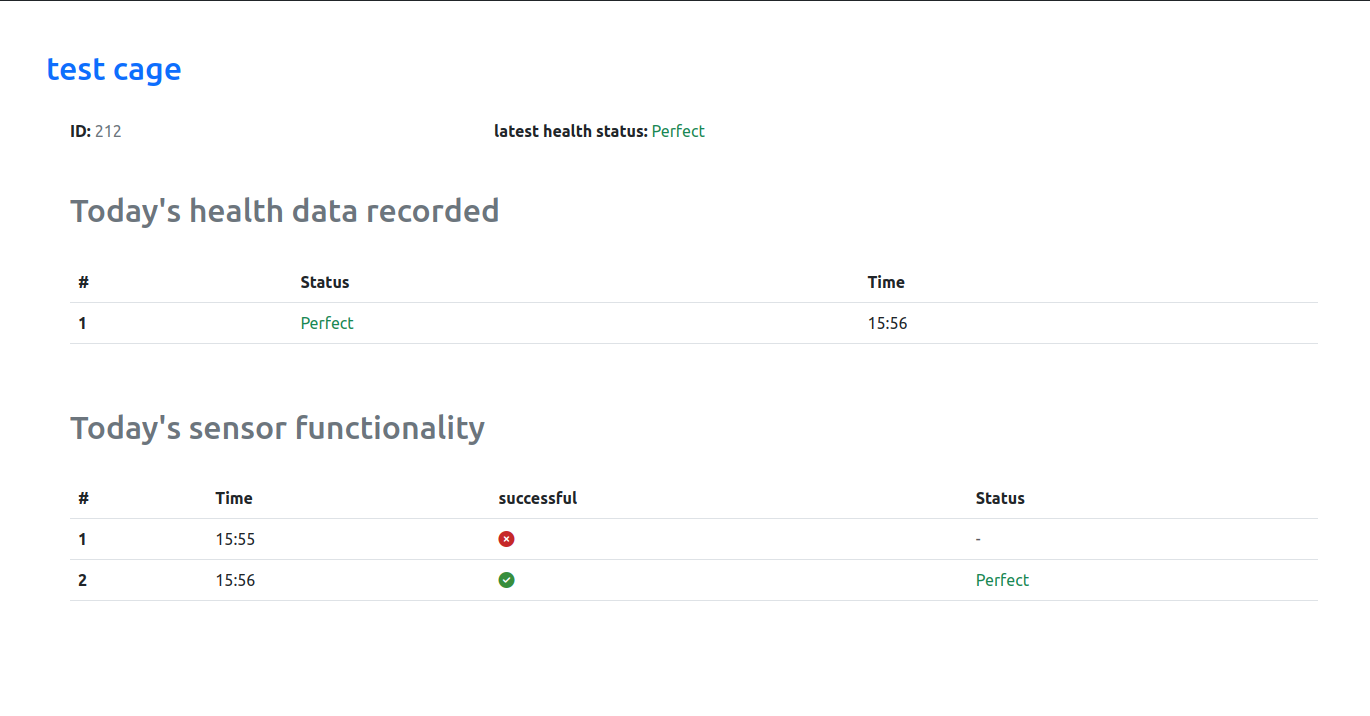 test cage
ID: 212 latest health status: Perfect
Today's health data recorded
# Status Time
1 Perfect 15:56
Today's sensor functionality
# Time successful Status
1 15:55 -
2 15:56 Perfect